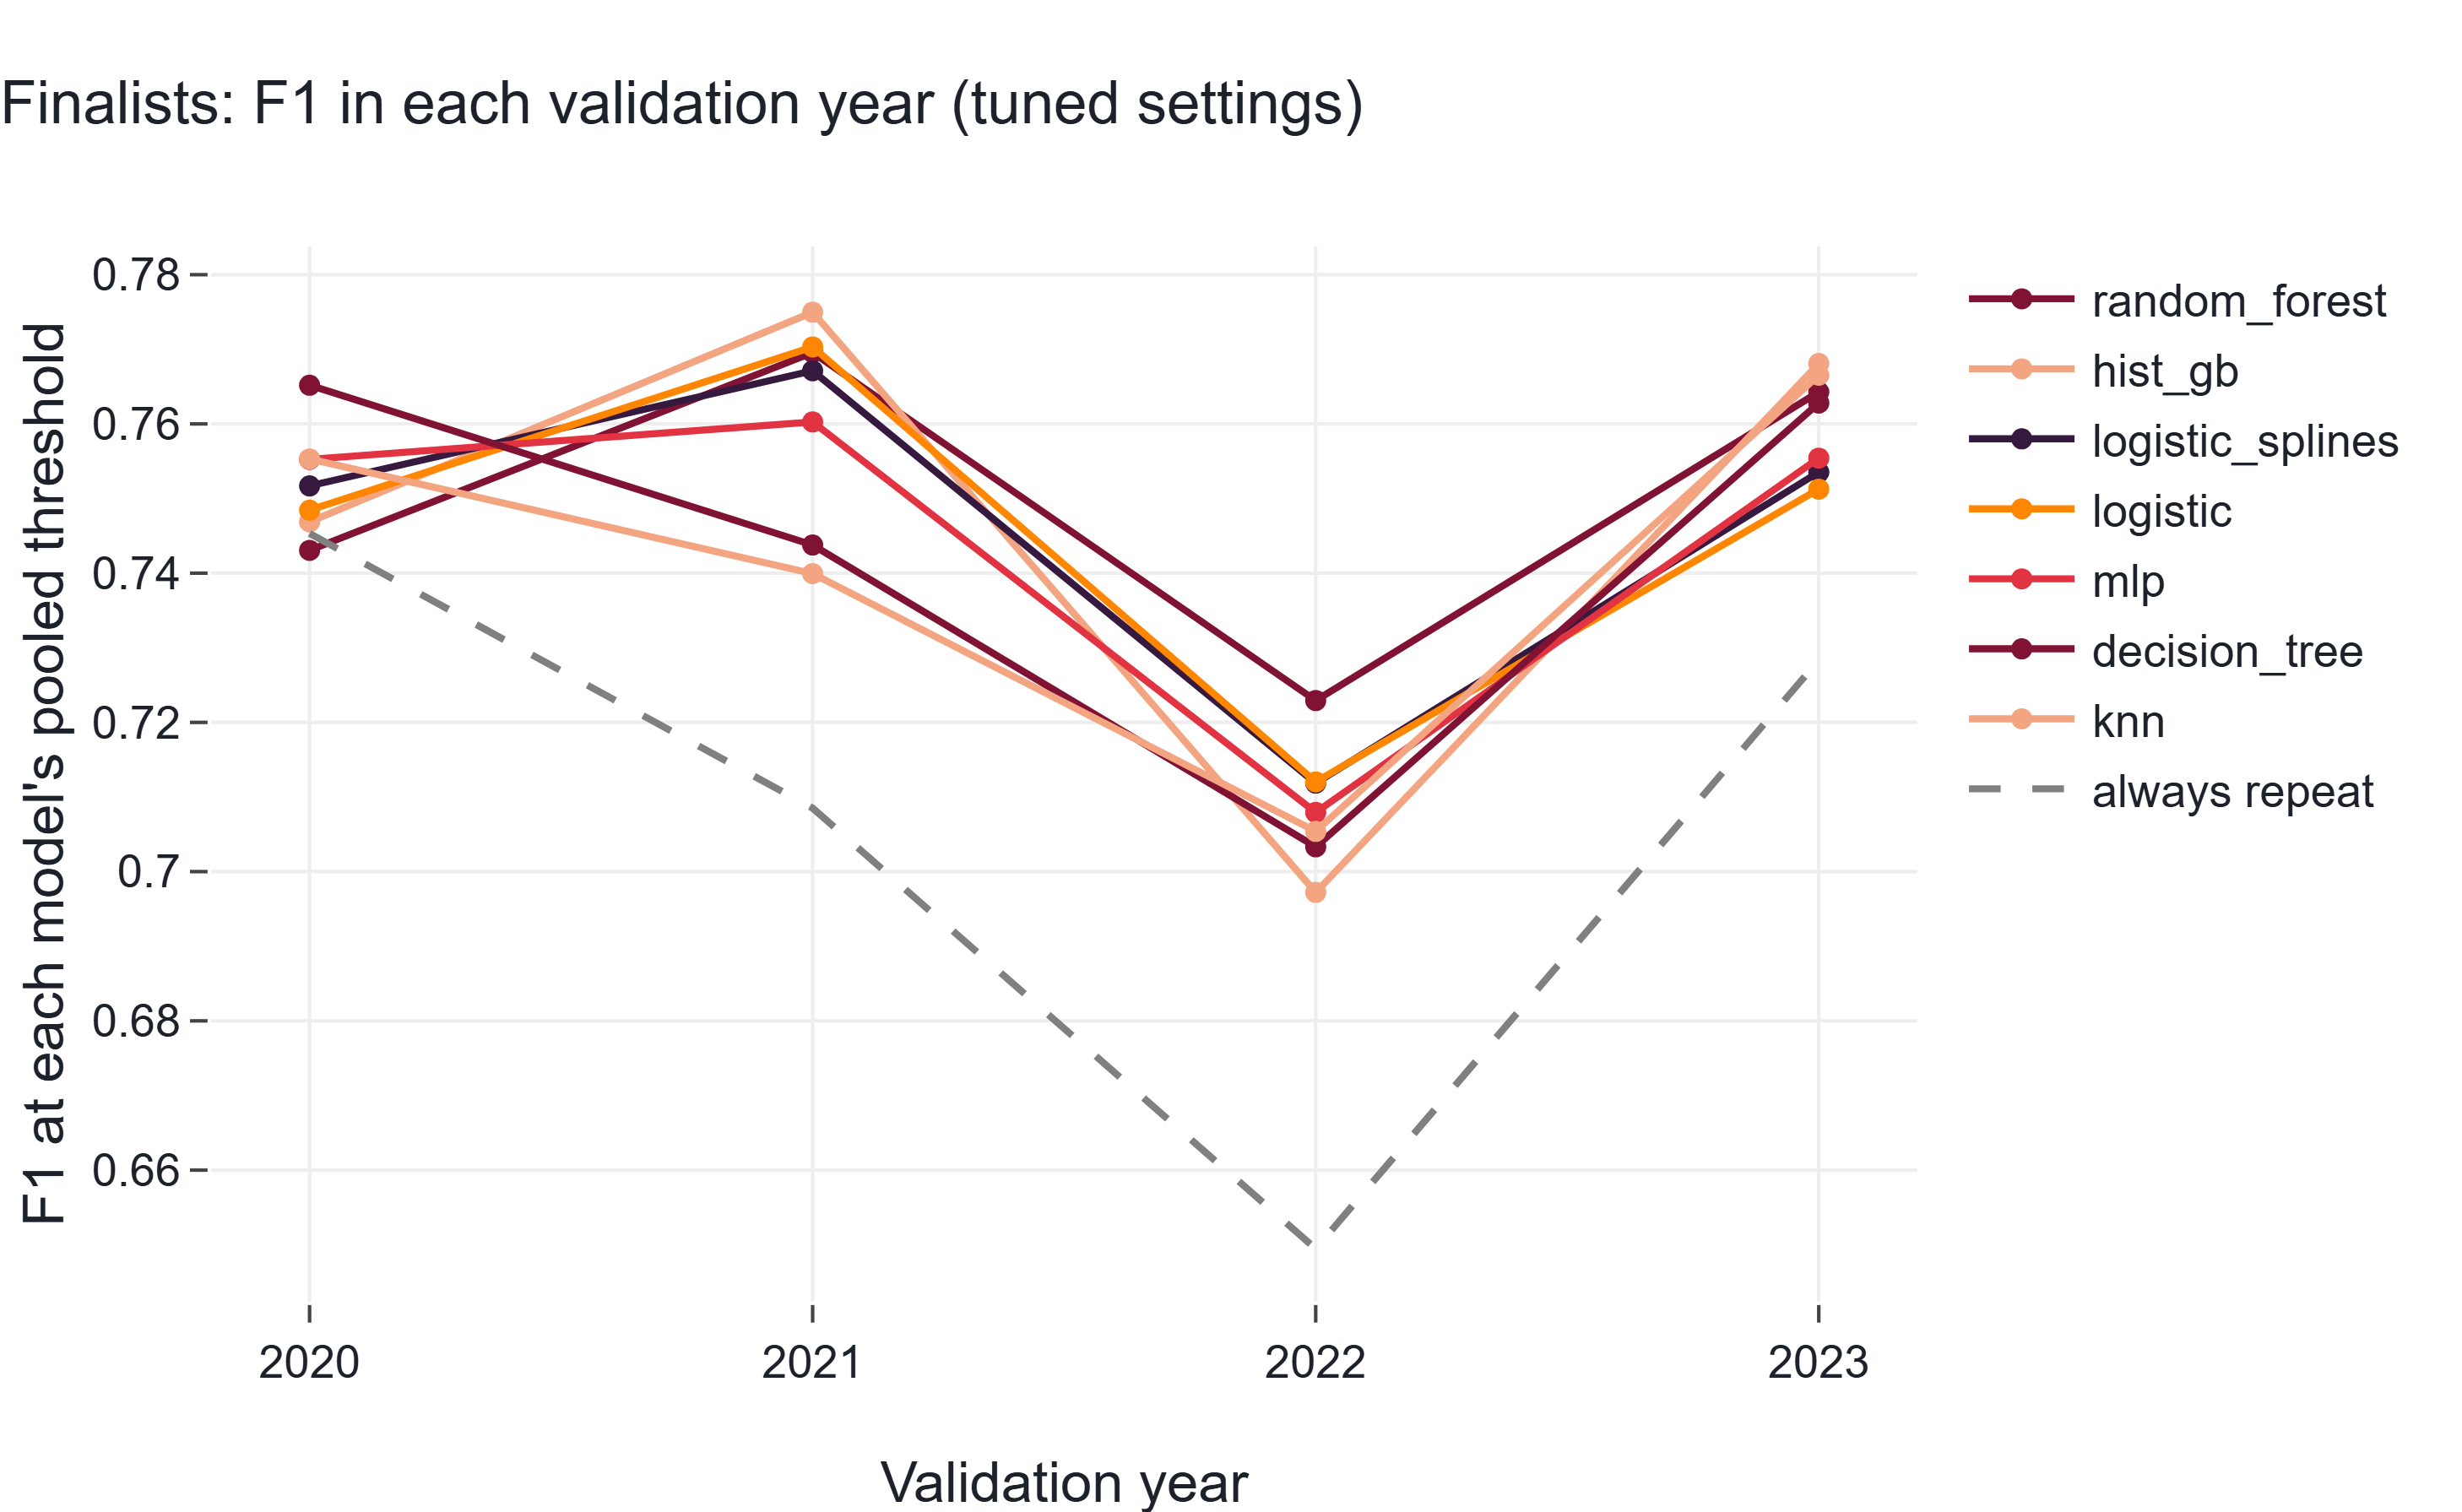 Finalists: F1 in each validation year (tuned settings)
F1 at each model's pooled threshold
0.78
0.76
0.74
0.72
0.7
0.68
0.66
2020
2021
2022
2023
Validation year
random_forest
hist_gb
logistic_splines
logistic
mlp
decision_tree
knn
always repeat